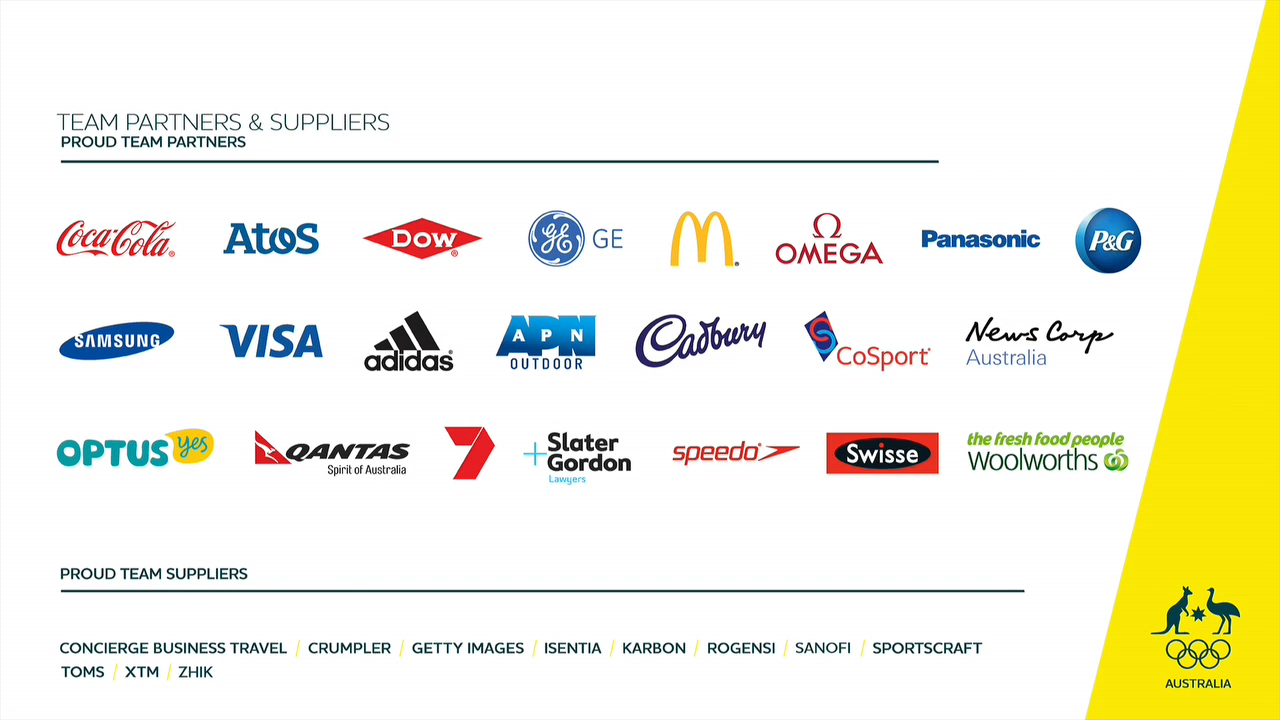 TEAM PARTNERS & SUPPLIERS
PROUD TEAM PARTNERS
Coca-Cola® Atos DOW® GE GE M® Ω OMEGA Panasonic P&G
SAMSUNG VISA adidas® APN OUTDOOR Cadbury CoSport® News Corp Australia
OPTUS yes QANTAS Spirit of Australia 7 +Slater Gordon Lawyers speedo® Swisse the fresh food people Woolworths
PROUD TEAM SUPPLIERS
CONCIERGE BUSINESS TRAVEL / CRUMPLER / GETTY IMAGES / ISENTIA / KARBON / ROGENSI / SANOFI / SPORTSCRAFT
TOMS / XTM / ZHIK
AUSTRALIA